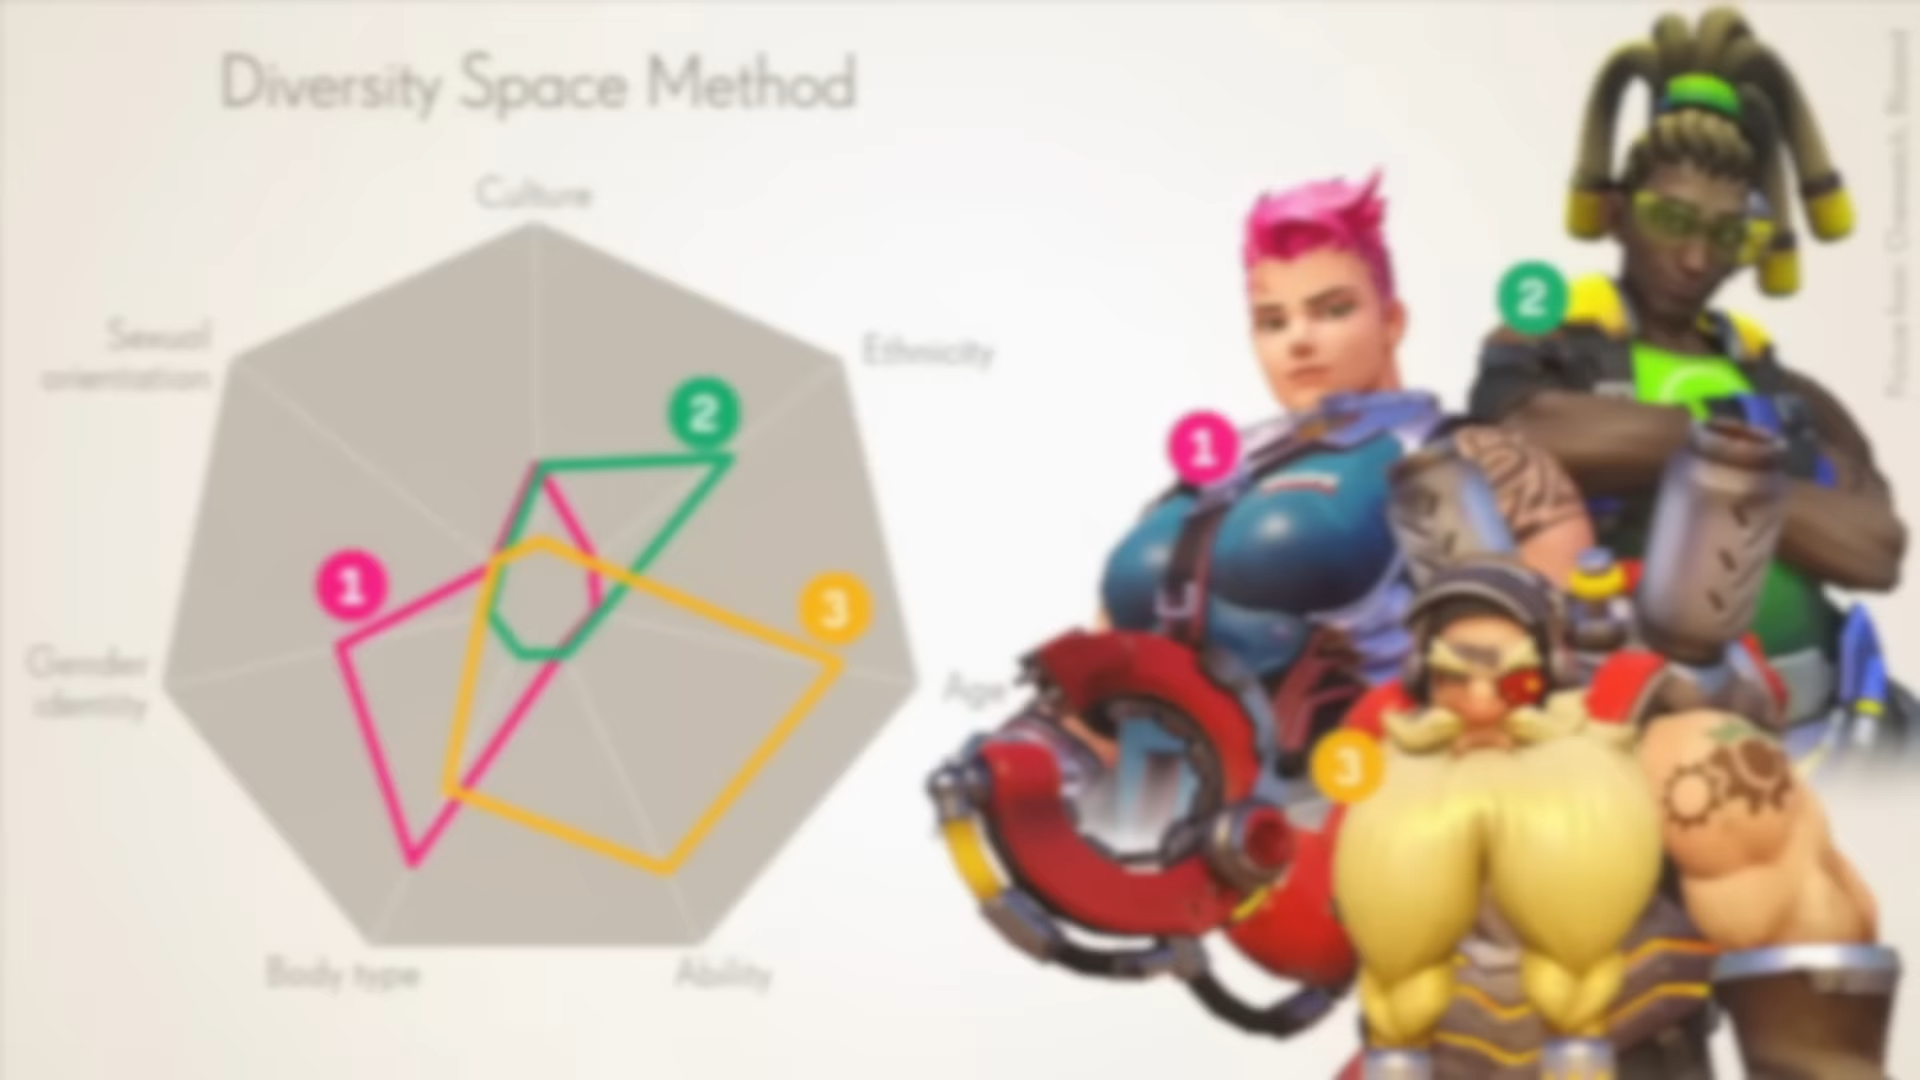 Diversity Space Method
Culture
Sexual
orientation
Ethnicity
2
2
1
1
3
Gender
identity
Age
3
Body type
Ability